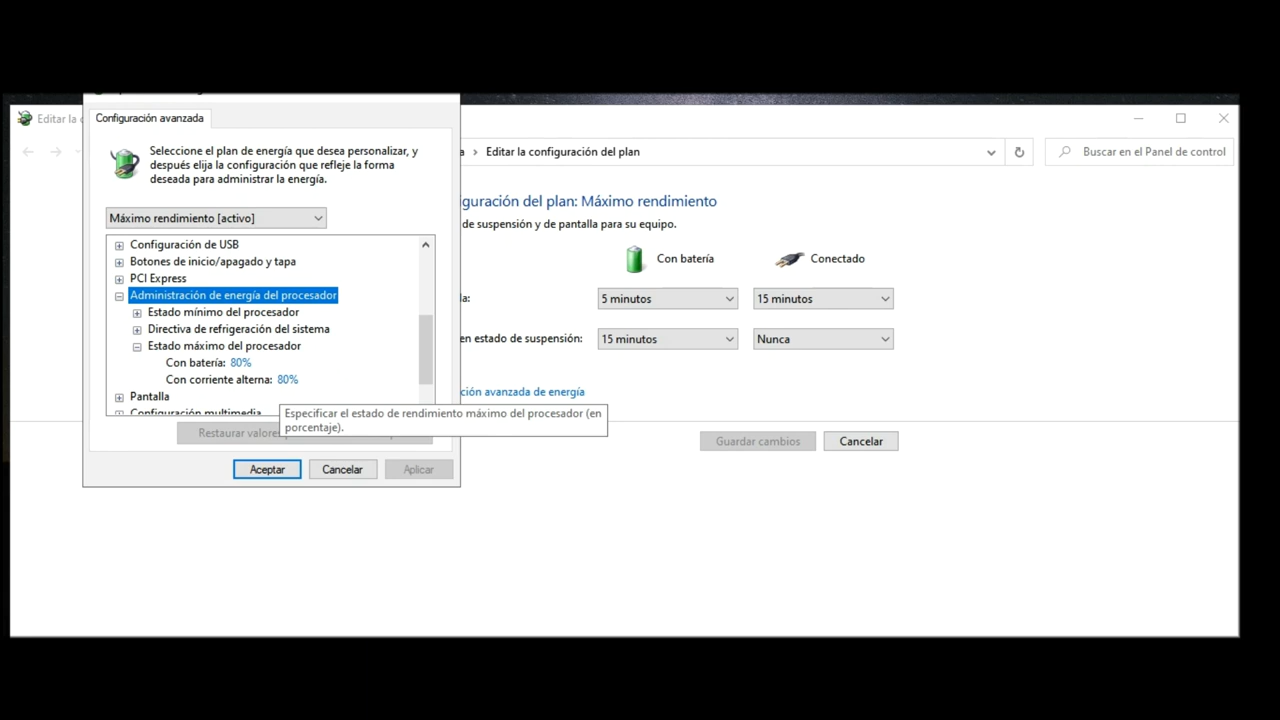 Editar la c
Configuración avanzada
Seleccione el plan de energía que desea personalizar, y
después elija la configuración que refleje la forma
deseada para administrar la energía.
Máximo rendimiento [activo]
Configuración de USB
Botones de inicio/apagado y tapa
PCI Express
Administración de energía del procesador
Estado mínimo del procesador
Directiva de refrigeración del sistema
Estado máximo del procesador
Con batería: 80%
Con corriente alterna: 80%
Pantalla
Configuración multimedia
Especificar el estado de rendimiento máximo del procesador (en
porcentaje).
Restaurar valores
Aceptar Cancelar Aplicar
a › Editar la configuración del plan
Buscar en el Panel de control
guración del plan: Máximo rendimiento
de suspensión y de pantalla para su equipo.
Con batería Conectado
la: 5 minutos 15 minutos
en estado de suspensión: 15 minutos Nunca
ción avanzada de energía
Guardar cambios Cancelar